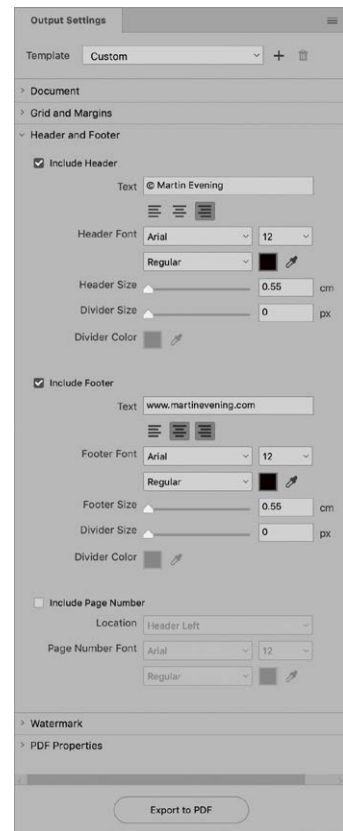 Output Settings
Template Custom
Document
Grid and Margins
Header and Footer
Include Header
Text © Martin Evening
Header Font Arial 12
Regular
Header Size 0.55 cm
Divider Size 0 px
Divider Color
Include Footer
Text www.martinevening.com
Footer Font Arial 12
Regular
Footer Size 0.55 cm
Divider Size 0 px
Divider Color
Include Page Number
Location Header Left
Page Number Font Arial 12
Regular
Watermark
PDF Properties
Export to PDF